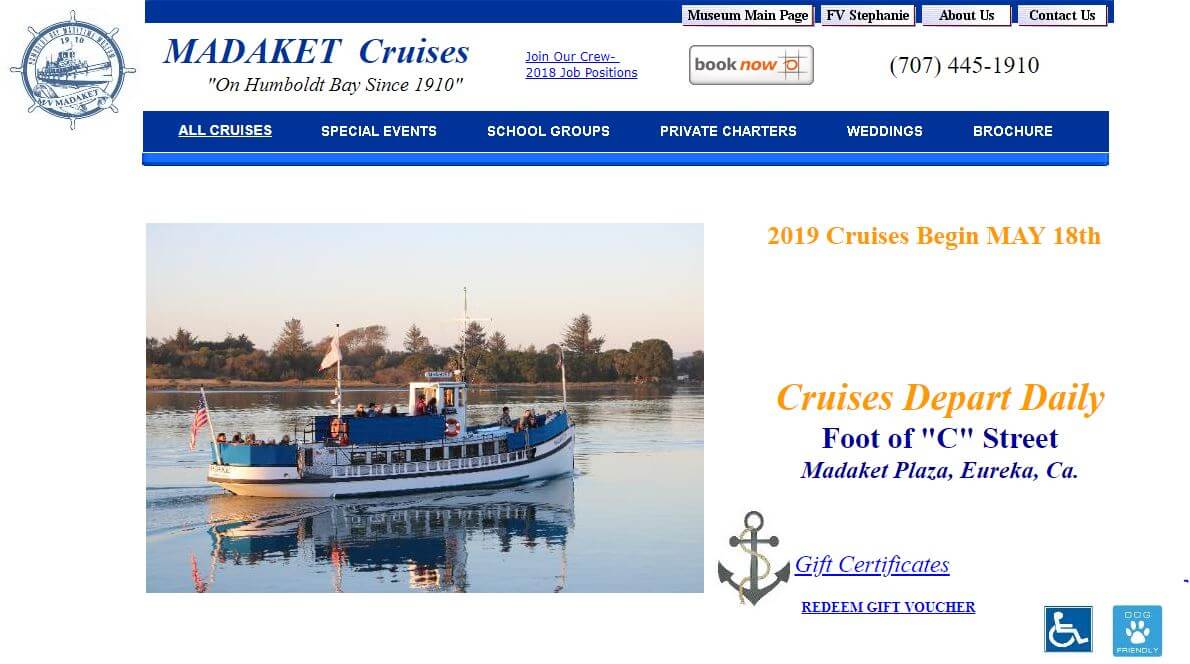 Museum Main Page
FV Stephanie
About Us
Contact Us
HUMBOLDT BAY MARITIME MUSEUM
1910
M/V MADAKET
MADAKET Cruises
"On Humboldt Bay Since 1910"
Join Our Crew-
2018 Job Positions
book now
(707) 445-1910
ALL CRUISES
SPECIAL EVENTS
SCHOOL GROUPS
PRIVATE CHARTERS
WEDDINGS
BROCHURE
2019 Cruises Begin MAY 18th
MADAKET
Cruises Depart Daily
Foot of "C" Street
Madaket Plaza, Eureka, Ca.
Gift Certificates
REDEEM GIFT VOUCHER
DOG
FRIENDLY